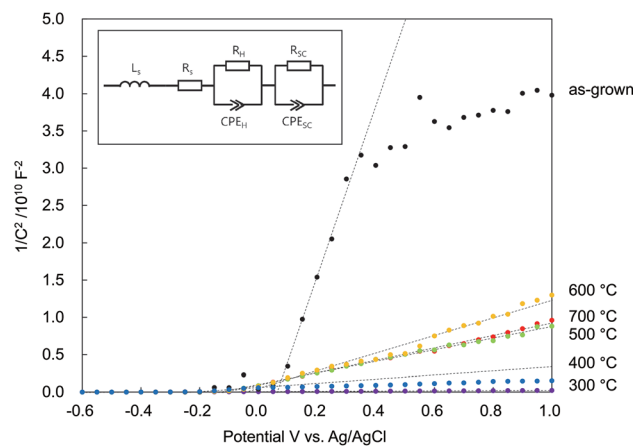 5.0
4.5
4.0
3.5
3.0
2.5
2.0
1.5
1.0
0.5
0.0
1/C² /10¹⁰ F⁻²
Lₛ
Rₛ
R_H
CPE_H
R_SC
CPE_SC
as-grown
600 °C
700 °C
500 °C
400 °C
300 °C
-0.6 -0.4 -0.2 0.0 0.2 0.4 0.6 0.8 1.0
Potential V vs. Ag/AgCl